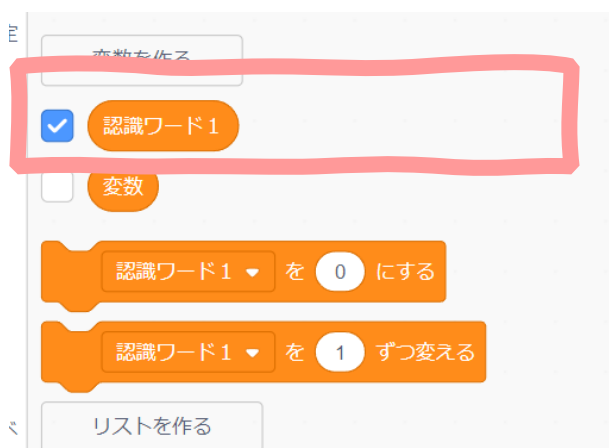 変数を作る
認識ワード１
変数
認識ワード１ を 0 にする
認識ワード１ を 1 ずつ変える
リストを作る